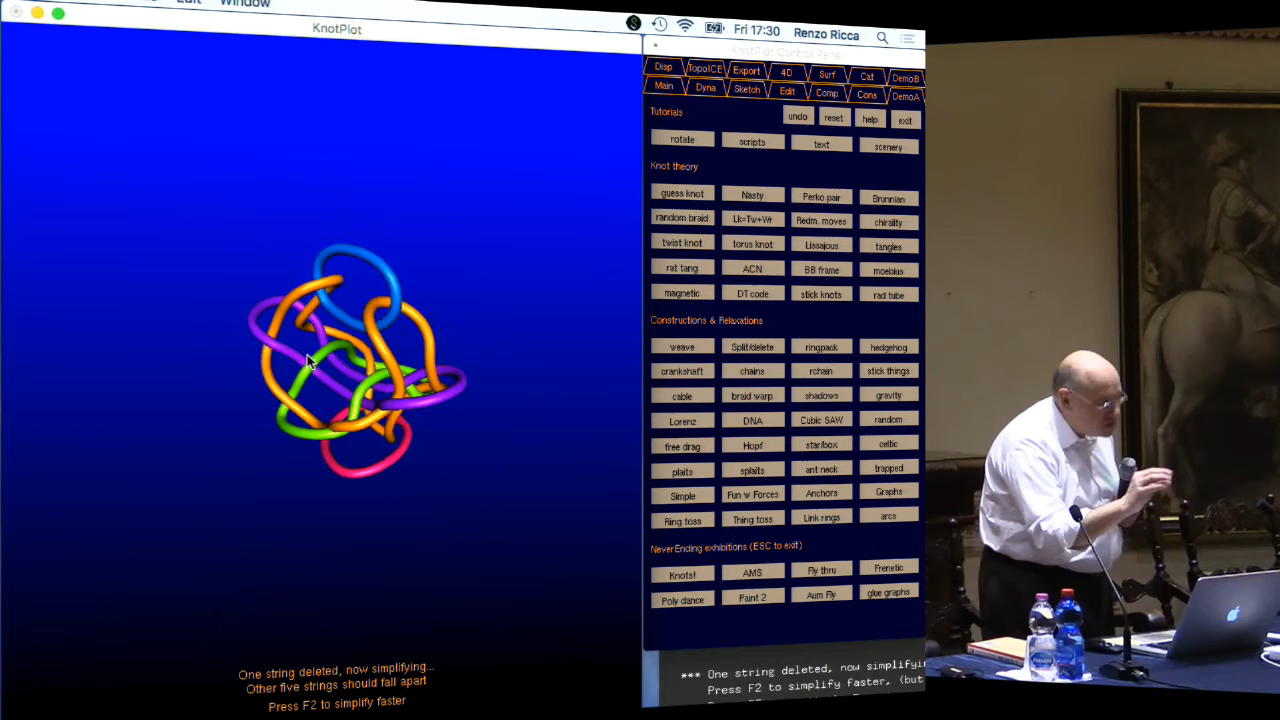 Edit Window
Fri 17:30 Renzo Ricca
KnotPlot
KnotPlot Control Pane
Disp TopoICE Export 4D Surf Cat DemoB
Main Dyna Sketch Edit Comp Cons DemoA
Tutorials undo reset help exit
rotate scripts text scenery
Knot theory
guess knot Nasty Perko pair Brunnian
random braid Lk=Tw+Wr Redm. moves chirality
twist knot torus knot Lissajous tangles
rat tang ACN BB frame moebius
magnetic DT code stick knots rad tube
Constructions & Relaxations
weave Split/delete ringpack hedgehog
crankshaft chains rchain stick things
cable braid warp shadows gravity
Lorenz DNA Cubic SAW random
free drag Hopf star/box celtic
plaits splaits ant neck trapped
Simple Fun w Forces Anchors Graphs
Ring toss Thing toss Link rings arcs
NeverEnding exhibitions (ESC to exit)
Knots! AMS Fly thru Frenetic
Poly dance Paint 2 Aum Fly glue graphs
One string deleted, now simplifying...
Other five strings should fall apart
Press F2 to simplify faster
*** One string deleted, now simplifyin
Press F2 to simplify faster, (but